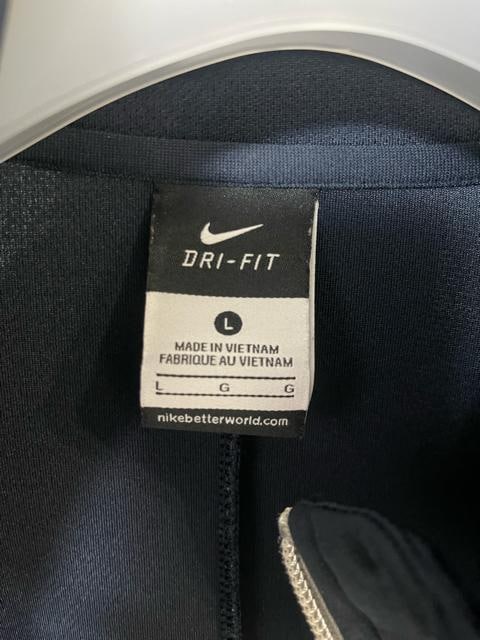 DRI-FIT
L
MADE IN VIETNAM
FABRIQUE AU VIETNAM
L G G
nikebetterworld.com